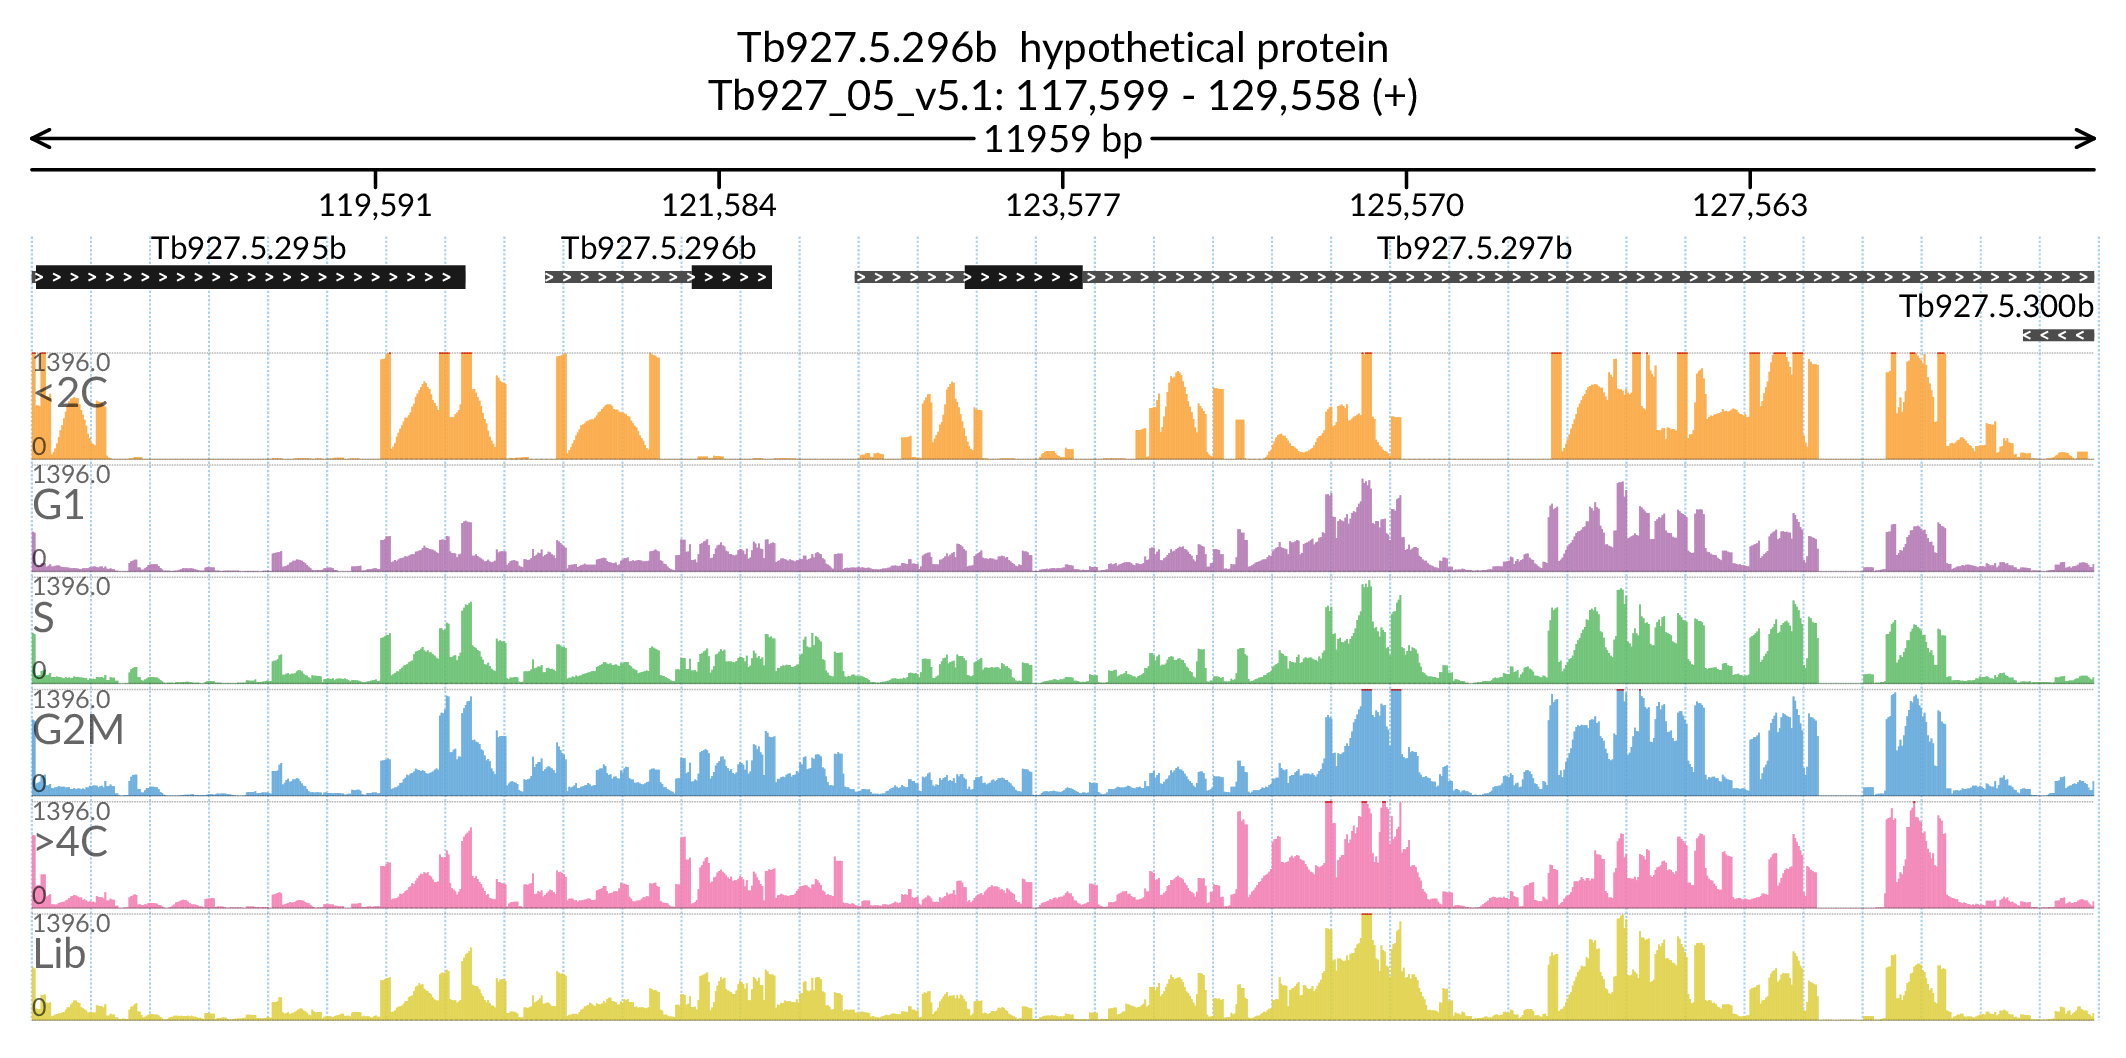 Tb927.5.296b  hypothetical protein
Tb927_05_v5.1: 117,599 - 129,558 (+)
11959 bp
119,591 121,584 123,577 125,570 127,563
Tb927.5.295b Tb927.5.296b Tb927.5.297b
Tb927.5.300b
1396.0
<2C
0
1396.0
G1
0
1396.0
S
0
1396.0
G2M
0
1396.0
>4C
0
1396.0
Lib
0